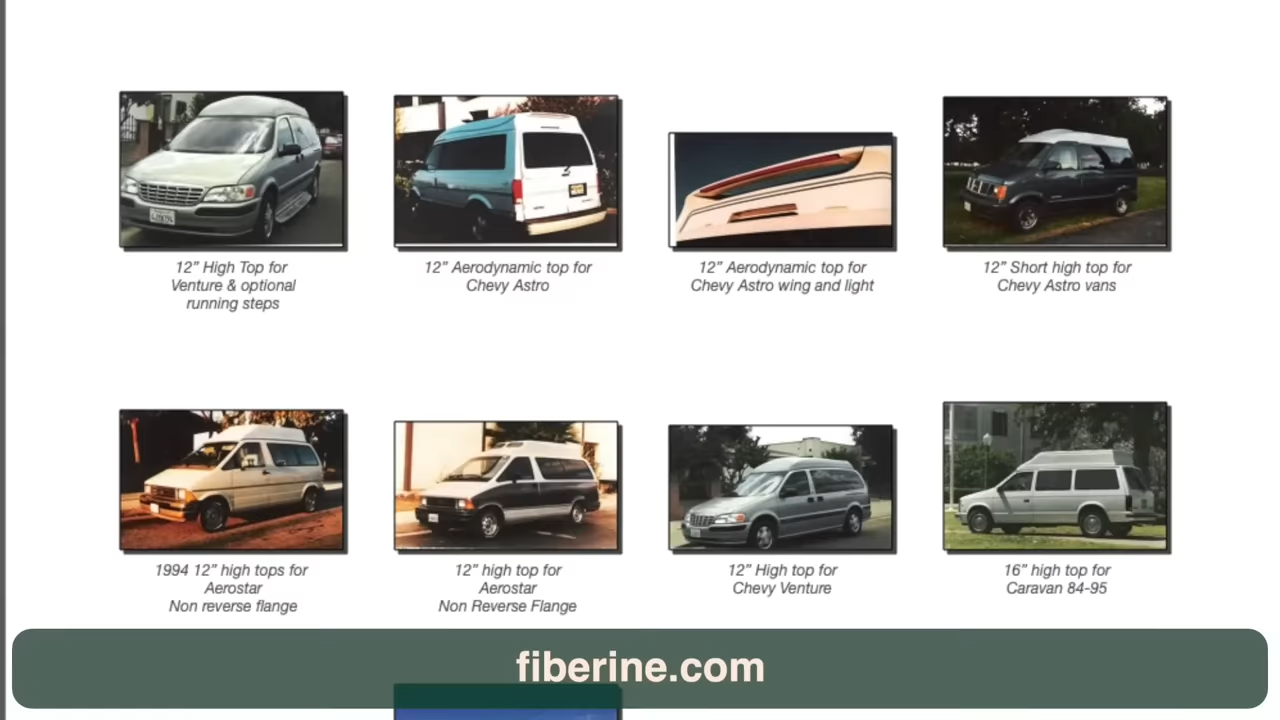 12” High Top for
Venture & optional
running steps
12” Aerodynamic top for
Chevy Astro
12” Aerodynamic top for
Chevy Astro wing and light
12” Short high top for
Chevy Astro vans
1994 12” high tops for
Aerostar
Non reverse flange
12” high top for
Aerostar
Non Reverse Flange
12” High top for
Chevy Venture
16” high top for
Caravan 84-95
fiberine.com